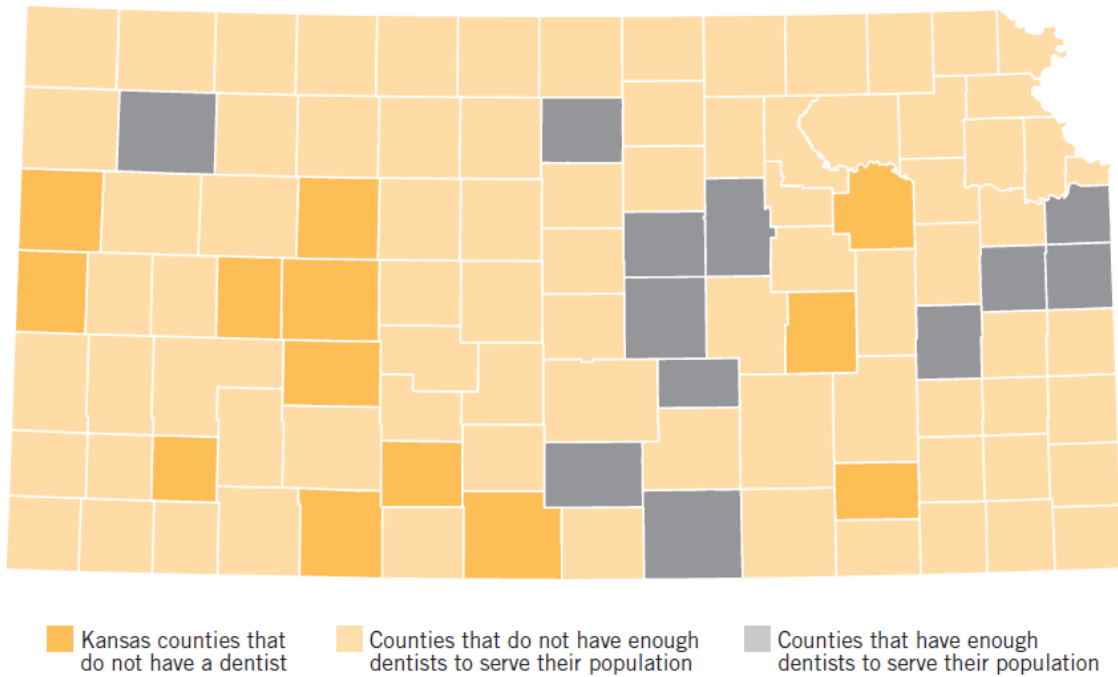 Kansas counties that
do not have a dentist
Counties that do not have enough
dentists to serve their population
Counties that have enough
dentists to serve their population